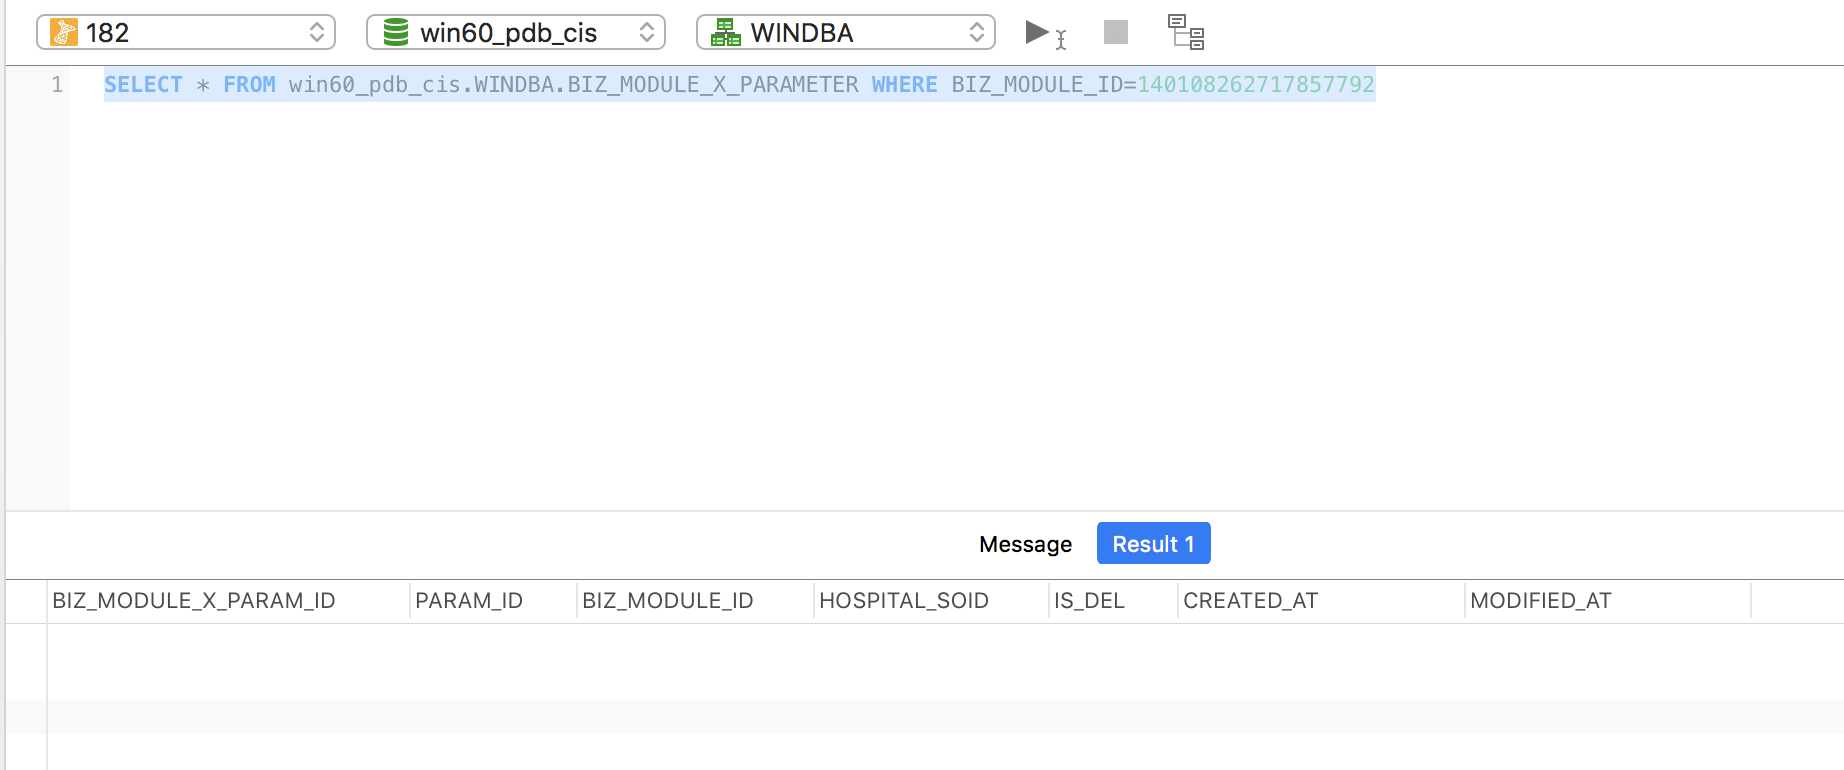 182 win60_pdb_cis WINDBA
1 SELECT * FROM win60_pdb_cis.WINDBA.BIZ_MODULE_X_PARAMETER WHERE BIZ_MODULE_ID=140108262717857792
Message Result 1
BIZ_MODULE_X_PARAM_ID PARAM_ID BIZ_MODULE_ID HOSPITAL_SOID IS_DEL CREATED_AT MODIFIED_AT